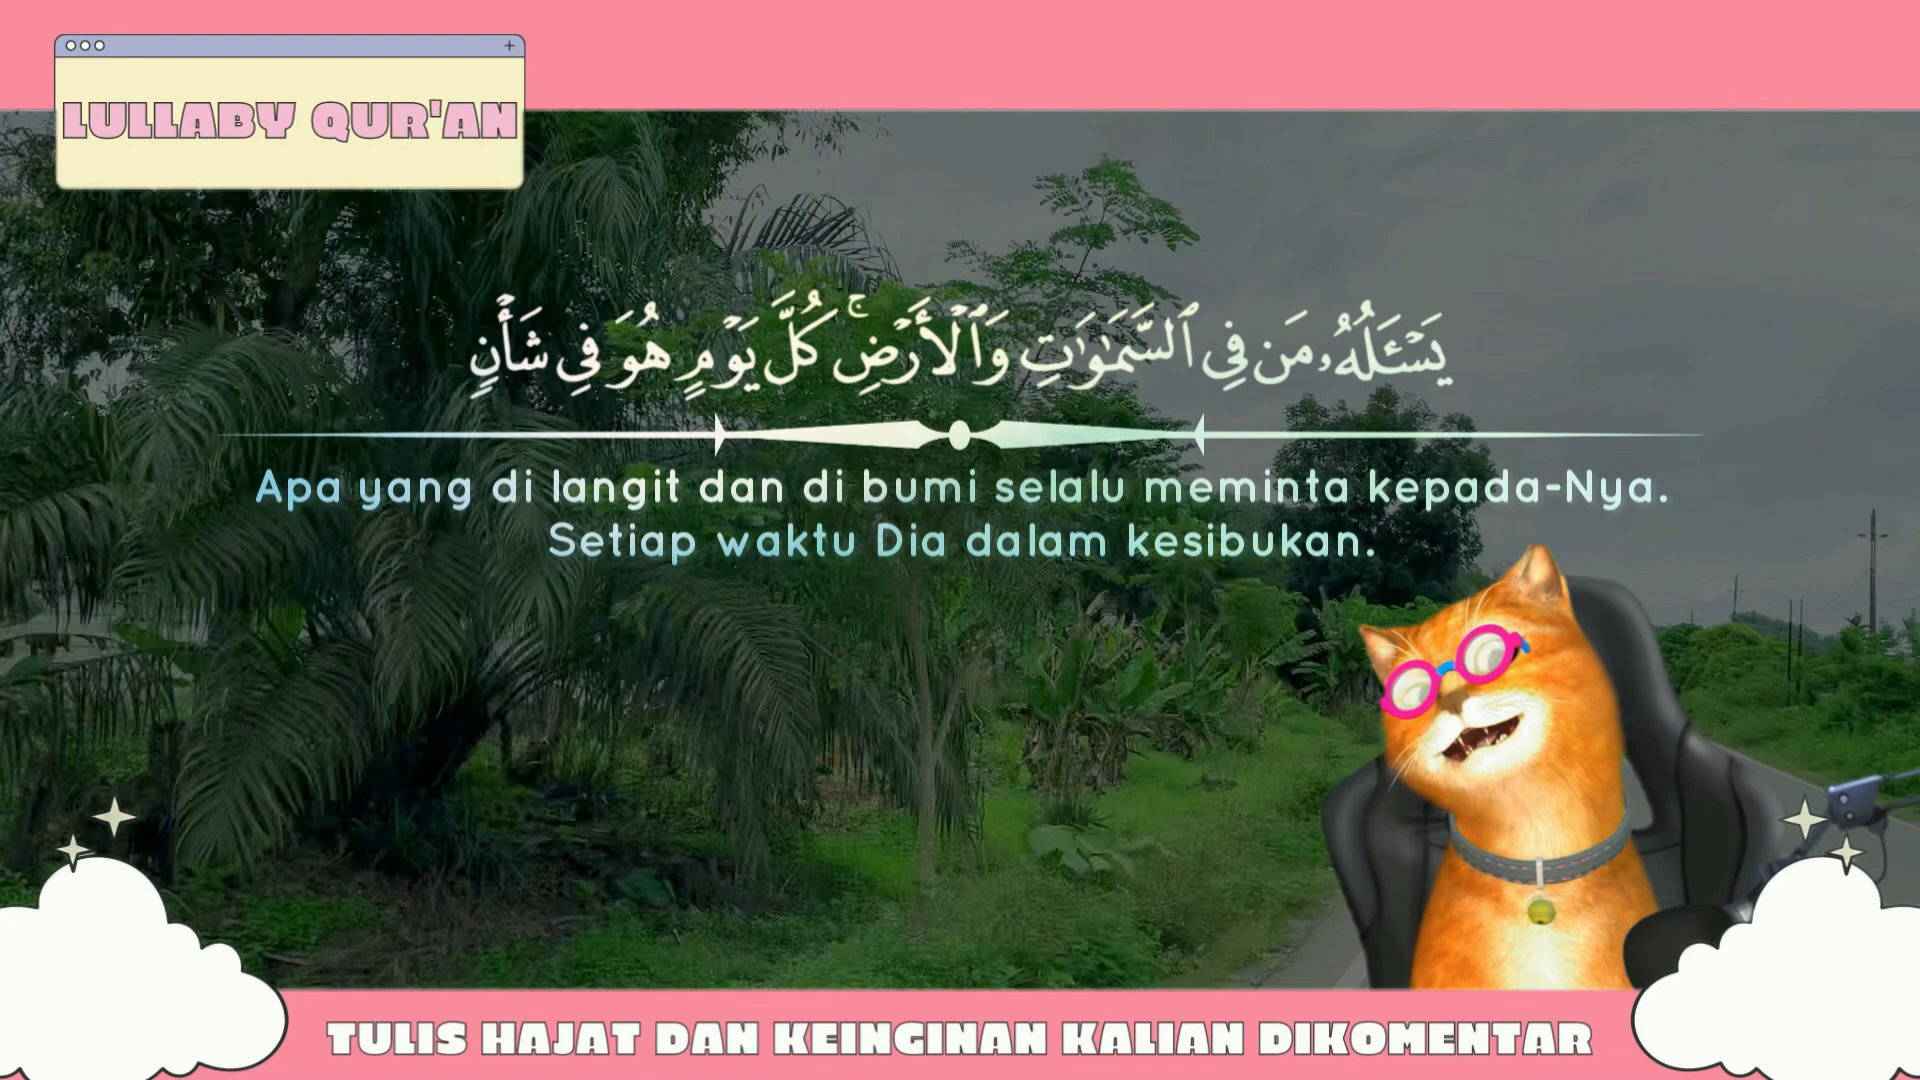 LULLABY QUR'AN
يَسْـَٔلُهُۥ مَن فِى ٱلسَّمَـٰوَٰتِ وَٱلْأَرْضِ ۚ كُلَّ يَوْمٍ هُوَ فِى شَأْنٍ
Apa yang di langit dan di bumi selalu meminta kepada-Nya.
Setiap waktu Dia dalam kesibukan.
TULIS HAJAT DAN KEINGINAN KALIAN DIKOMENTAR